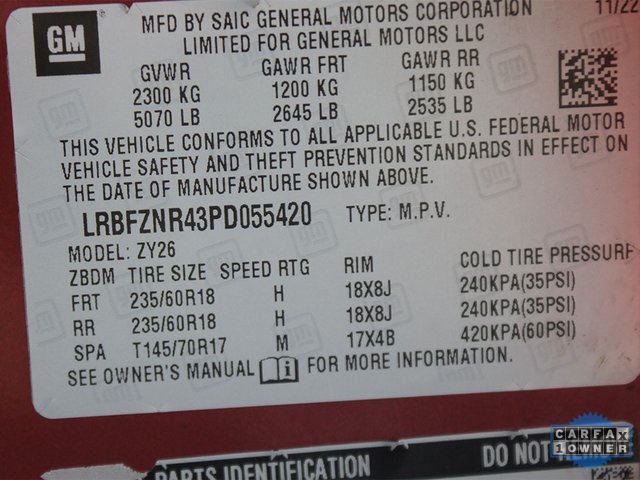 GM
MFD BY SAIC GENERAL MOTORS CORPORATION 11/22
LIMITED FOR GENERAL MOTORS LLC
GVWR GAWR FRT GAWR RR
2300 KG 1200 KG 1150 KG
5070 LB 2645 LB 2535 LB
THIS VEHICLE CONFORMS TO ALL APPLICABLE U.S. FEDERAL MOTOR
VEHICLE SAFETY AND THEFT PREVENTION STANDARDS IN EFFECT ON
THE DATE OF MANUFACTURE SHOWN ABOVE.
LRBFZNR43PD055420 TYPE: M.P.V.
MODEL: ZY26
ZBDM TIRE SIZE SPEED RTG RIM COLD TIRE PRESSURE
FRT 235/60R18 H 18X8J 240KPA(35PSI)
RR 235/60R18 H 18X8J 240KPA(35PSI)
SPA T145/70R17 M 17X4B 420KPA(60PSI)
SEE OWNER'S MANUAL i FOR MORE INFORMATION.
PARTS IDENTIFICATION DO NOT
CARFAX
1 OWNER